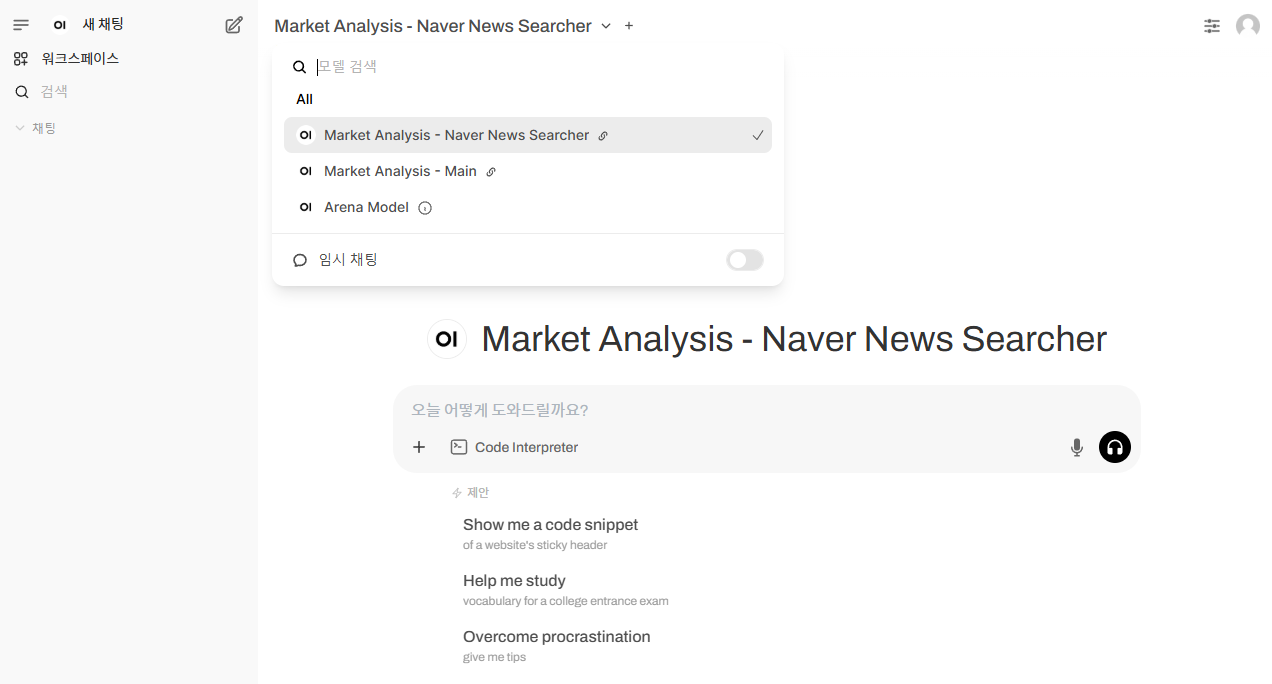 OI 새 채팅
워크스페이스
검색
채팅
Market Analysis - Naver News Searcher
모델 검색
All
OI Market Analysis - Naver News Searcher
OI Market Analysis - Main
OI Arena Model
임시 채팅
OI Market Analysis - Naver News Searcher
오늘 어떻게 도와드릴까요?
Code Interpreter
제안
Show me a code snippet
of a website's sticky header
Help me study
vocabulary for a college entrance exam
Overcome procrastination
give me tips